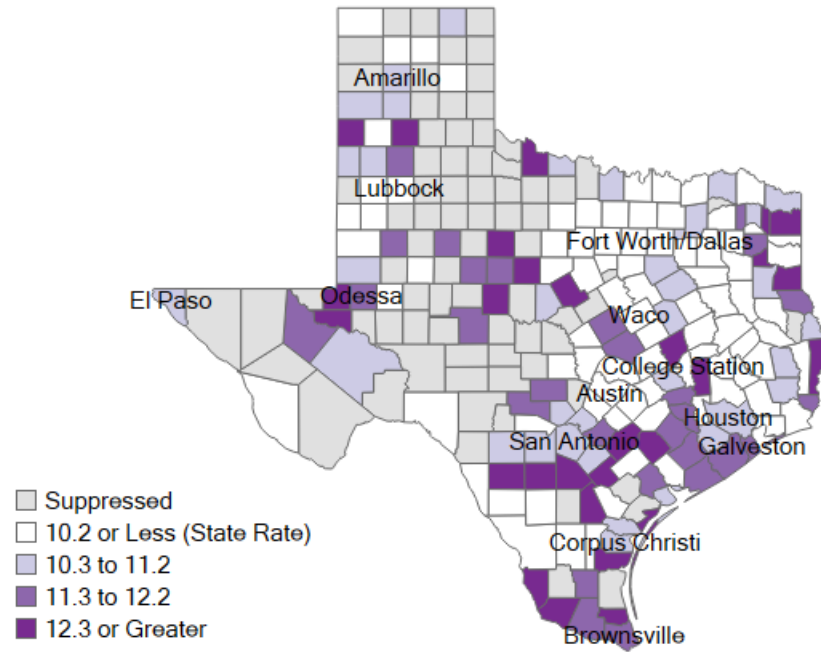 Amarillo
Lubbock
Fort Worth/Dallas
El Paso
Odessa
Waco
College Station
Austin
Houston
San Antonio
Galveston
Suppressed
10.2 or Less (State Rate)
Corpus Christi
10.3 to 11.2
11.3 to 12.2
12.3 or Greater
Brownsville